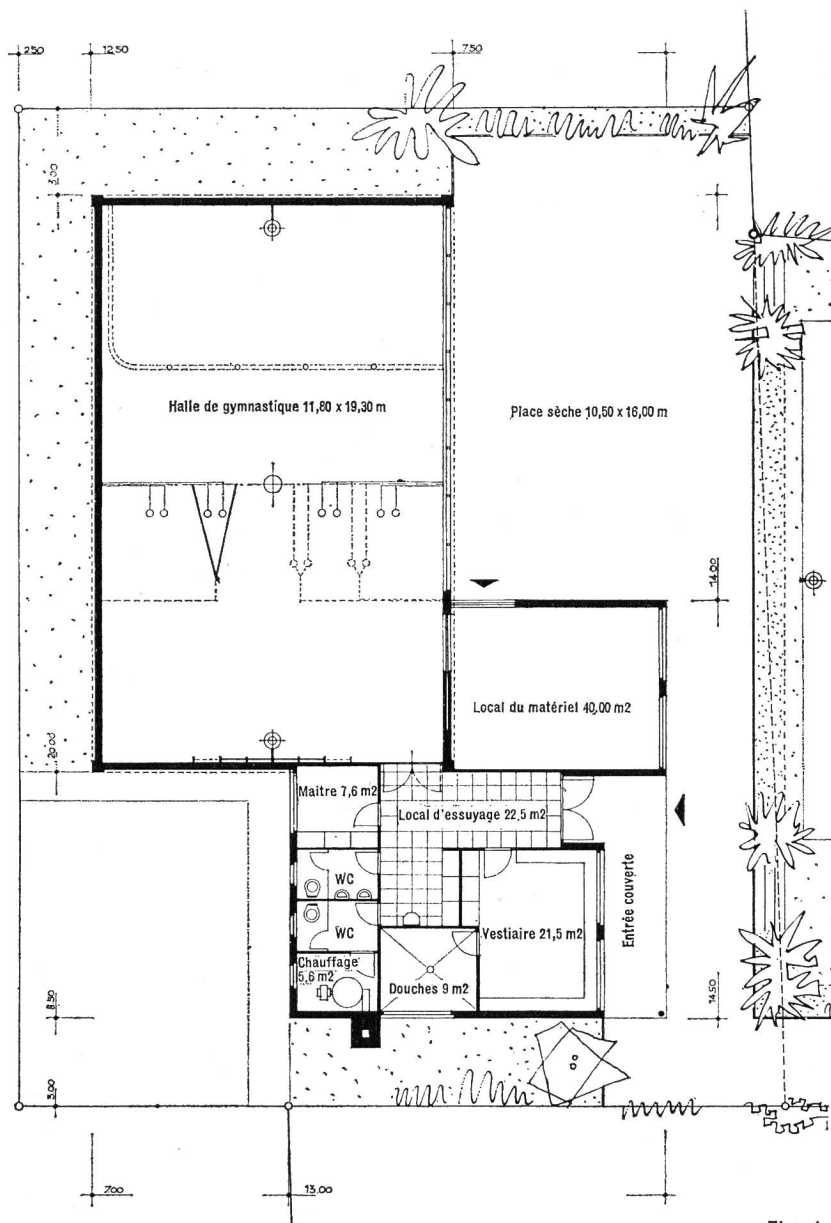 250
12.50
7.50
3.00
Halle de gymnastique 11,80 x 19,30 m
Place sèche 10,50 x 16,00 m
14.00
Local du matériel 40,00 m2
20.00
Maître 7,6 m2
Local d'essuyage 22,5 m2
WC
WC
Vestiaire 21,5 m2
Entrée couverte
Chauffage
5,6 m2
Douches 9 m2
8.50
14.50
3.00
7.00
13.00